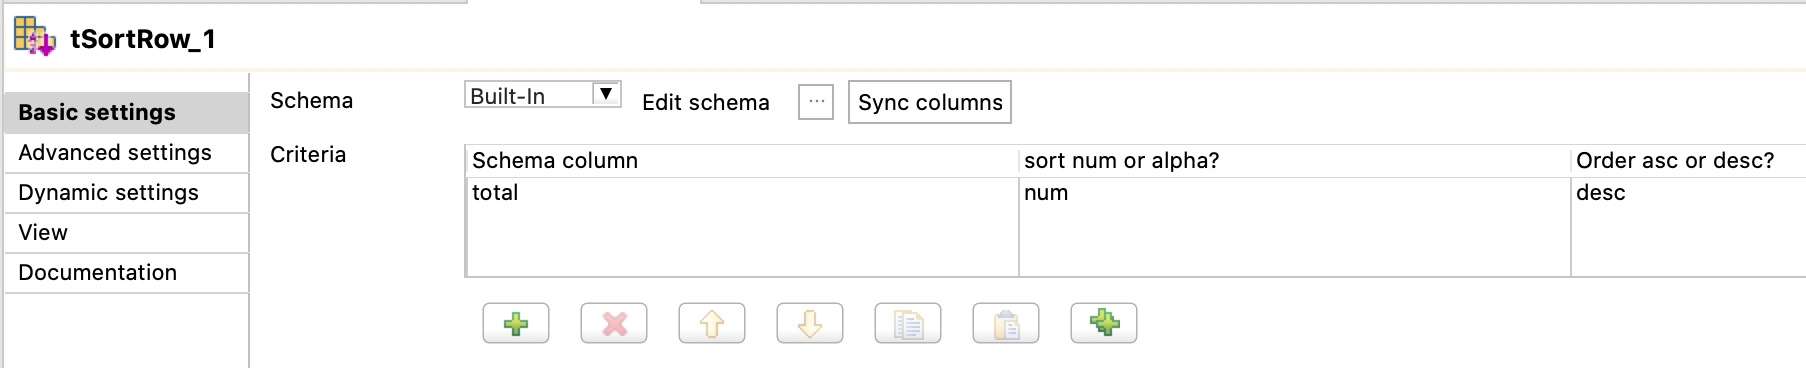 tSortRow_1
Basic settings
Advanced settings
Dynamic settings
View
Documentation
Schema
Built-In
Edit schema
...
Sync columns
Criteria
Schema column
sort num or alpha?
Order asc or desc?
total
num
desc